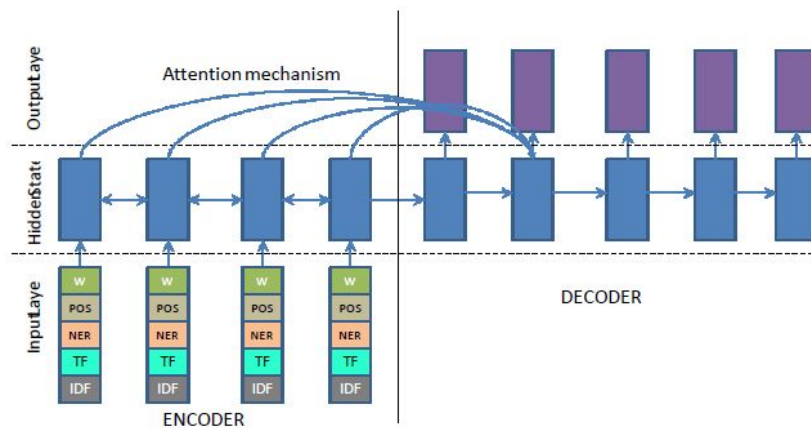 Attention mechanism
OutputLaye
HiddenState
InputLaye
W W W W
POS POS POS POS
NER NER NER NER
TF TF TF TF
IDF IDF IDF IDF
DECODER
ENCODER